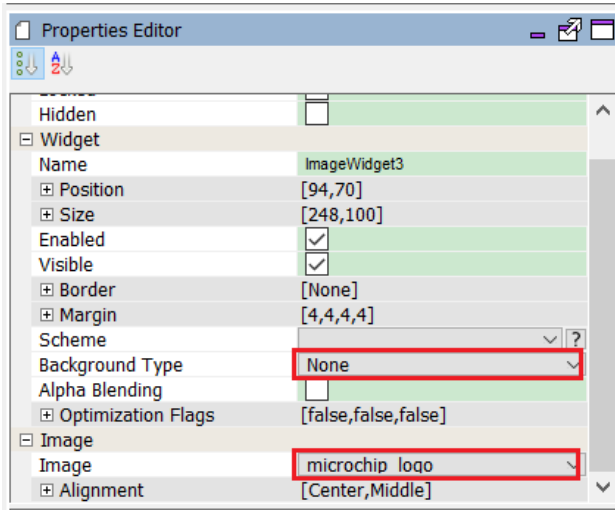 Properties Editor
Hidden
Widget
Name ImageWidget3
Position [94,70]
Size [248,100]
Enabled
Visible
Border [None]
Margin [4,4,4,4]
Scheme ?
Background Type None
Alpha Blending
Optimization Flags [false,false,false]
Image
Image microchip_logo
Alignment [Center,Middle]